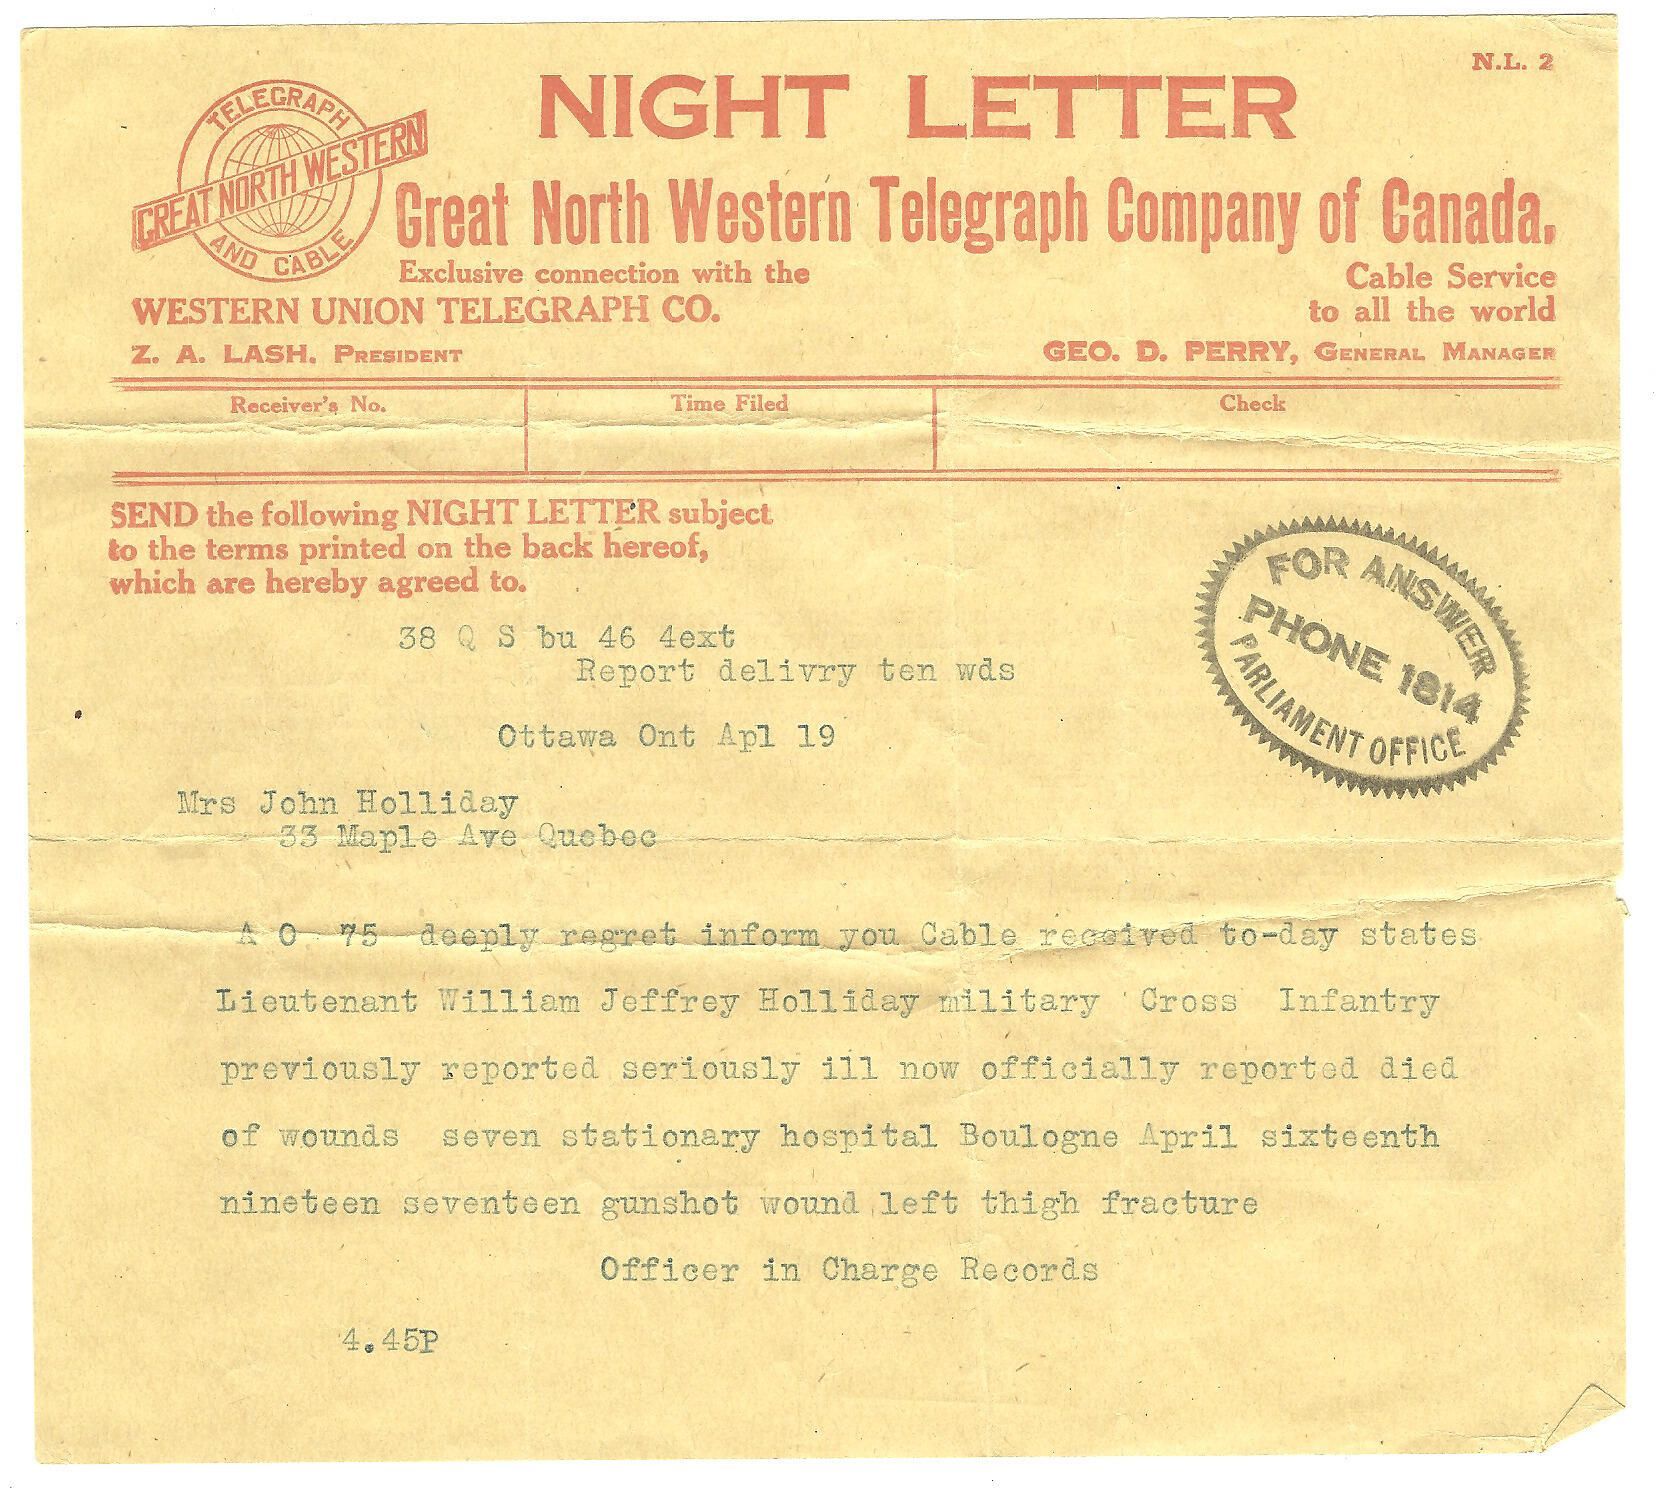 N.L. 2
NIGHT LETTER
TELEGRAPH
GREAT NORTH WESTERN
AND CABLE
Great North Western Telegraph Company of Canada.
Exclusive connection with the
WESTERN UNION TELEGRAPH CO.
Cable Service
to all the world
Z. A. LASH. PRESIDENT
GEO. D. PERRY, GENERAL MANAGER
Receiver's No. Time Filed Check
SEND the following NIGHT LETTER subject
to the terms printed on the back hereof,
which are hereby agreed to.
FOR ANSWER
PHONE 1814
PARLIAMENT OFFICE
38 Q S bu 46 4ext
Report delivry ten wds
Ottawa Ont Apl 19
Mrs John Holliday
33 Maple Ave Quebec
A O 75 deeply regret inform you Cable received to-day states
Lieutenant William Jeffrey Holliday military Cross Infantry
previously reported seriously ill now officially reported died
of wounds seven stationary hospital Boulogne April sixteenth
nineteen seventeen gunshot wound left thigh fracture
Officer in Charge Records
4.45P